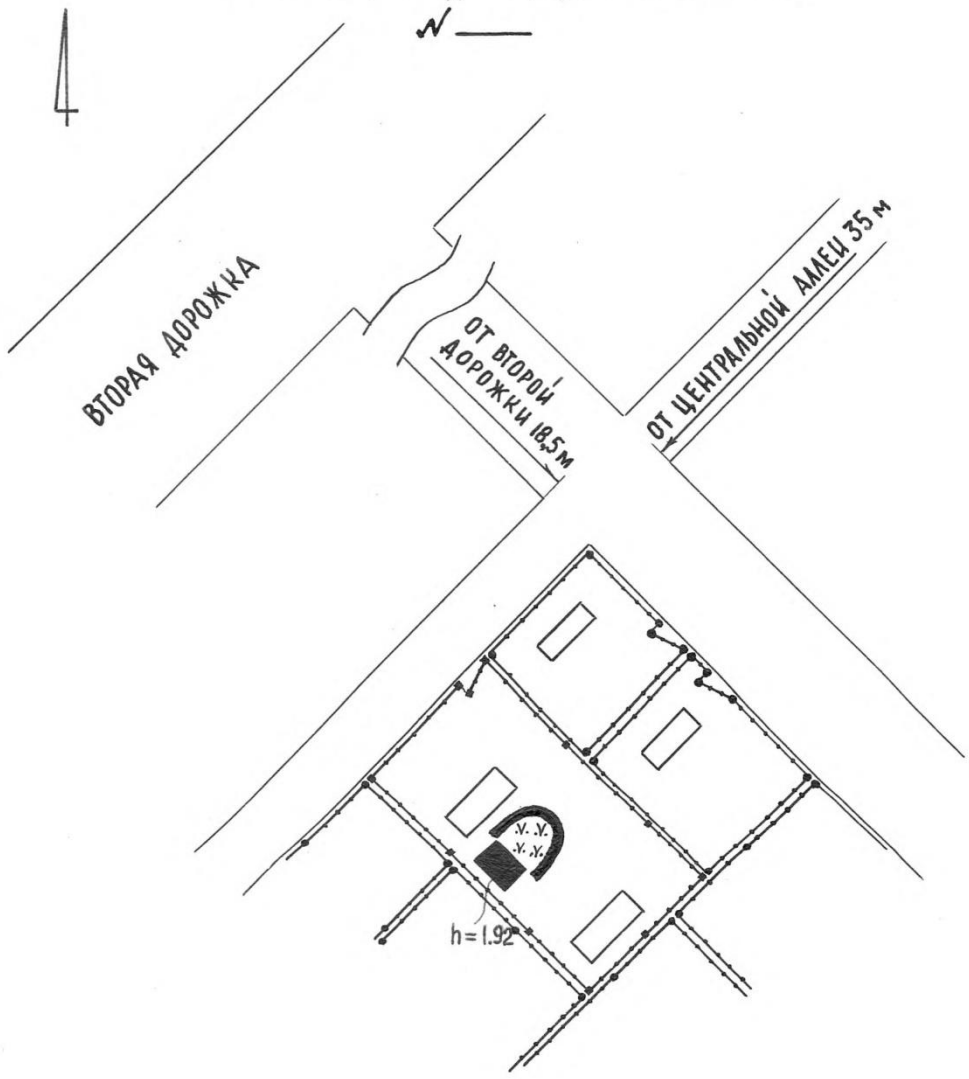 N
ВТОРАЯ ДОРОЖКА
ОТ ВТОРОЙ
ДОРОЖКИ 18,5 м
ОТ ЦЕНТРАЛЬНОЙ АЛЛЕИ 35 м
h=1.92